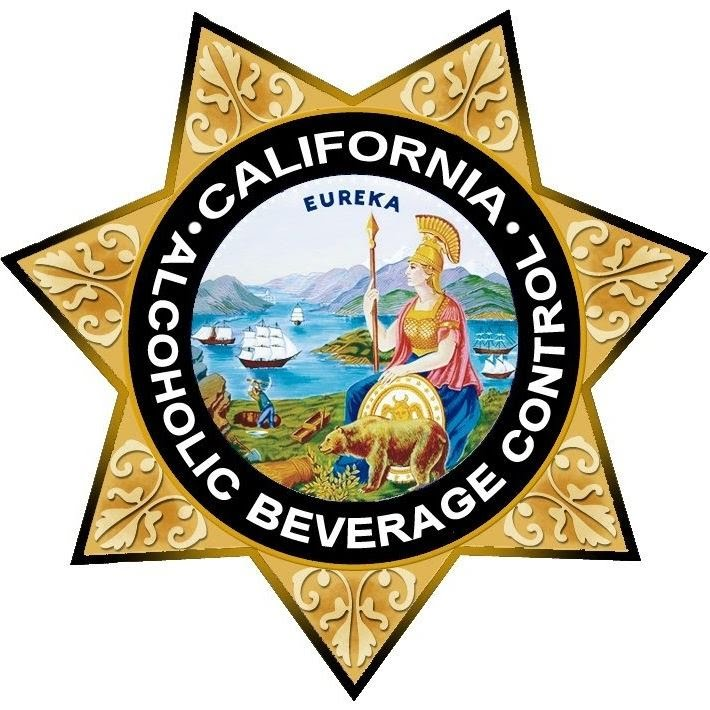 • CALIFORNIA •
ALCOHOLIC BEVERAGE CONTROL
EUREKA